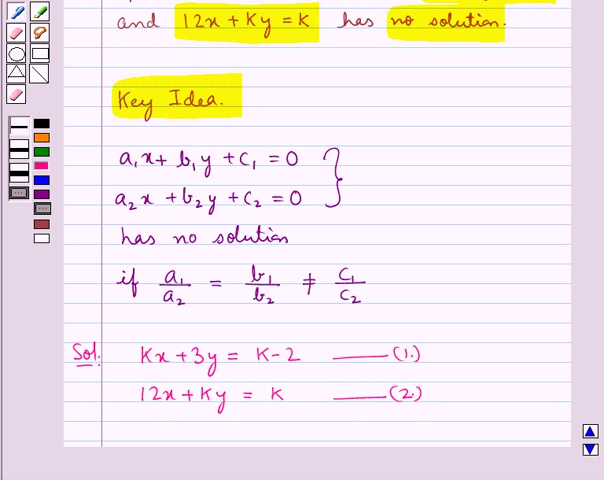 and 12x + Ky = K has no solution.
Key Idea.
a₁x + b₁y + c₁ = 0
a₂x + b₂y + c₂ = 0
has no solution
if a₁/a₂ = b₁/b₂ ≠ c₁/c₂
Sol. Kx + 3y = K - 2 —— (1.)
12x + Ky = K —— (2)